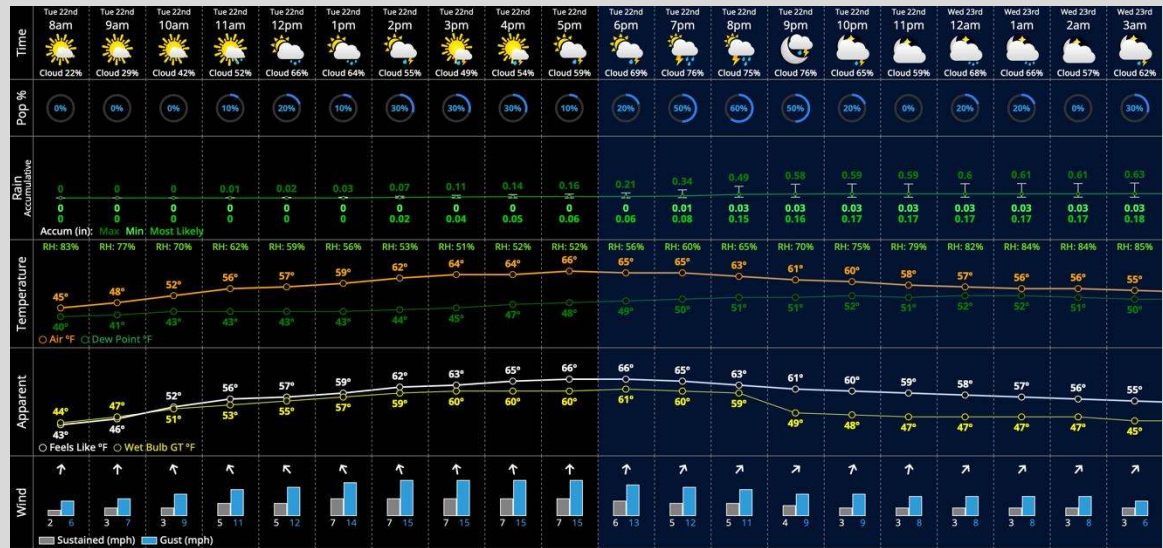 Time
Tue 22nd Tue 22nd Tue 22nd Tue 22nd Tue 22nd Tue 22nd Tue 22nd Tue 22nd Tue 22nd Tue 22nd Tue 22nd Tue 22nd Tue 22nd Tue 22nd Tue 22nd Tue 22nd Wed 23rd Wed 23rd Wed 23rd Wed 23rd
8am 9am 10am 11am 12pm 1pm 2pm 3pm 4pm 5pm 6pm 7pm 8pm 9pm 10pm 11pm 12am 1am 2am 3am
Cloud 22% Cloud 29% Cloud 42% Cloud 52% Cloud 66% Cloud 64% Cloud 55% Cloud 49% Cloud 54% Cloud 59% Cloud 69% Cloud 76% Cloud 75% Cloud 76% Cloud 65% Cloud 59% Cloud 68% Cloud 66% Cloud 57% Cloud 62%
Pop %
0% 0% 0% 10% 20% 10% 30% 30% 30% 10% 20% 50% 60% 50% 20% 0% 20% 20% 0% 30%
Rain
Accumulative
0 0 0 0.01 0.02 0.03 0.07 0.11 0.14 0.16 0.21 0.34 0.49 0.58 0.59 0.59 0.6 0.61 0.61 0.63
0 0 0 0 0 0 0 0 0 0 0 0.01 0.03 0.03 0.03 0.03 0.03 0.03 0.03 0.03
0 0 0 0 0 0 0.02 0.04 0.05 0.06 0.06 0.08 0.15 0.16 0.17 0.17 0.17 0.17 0.17 0.18
Accum (in): Max Min: Most Likely
Temperature
RH: 83% RH: 77% RH: 70% RH: 62% RH: 59% RH: 56% RH: 53% RH: 51% RH: 52% RH: 52% RH: 56% RH: 60% RH: 65% RH: 70% RH: 75% RH: 79% RH: 82% RH: 84% RH: 84% RH: 85%
45° 48° 52° 56° 57° 59° 62° 64° 64° 66° 65° 65° 63° 61° 60° 58° 57° 56° 56° 55°
40° 41° 43° 43° 43° 43° 44° 45° 47° 48° 49° 50° 51° 51° 52° 51° 52° 52° 51° 50°
Air °F Dew Point °F
Apparent
44° 47° 52° 56° 57° 59° 62° 63° 65° 66° 66° 65° 63° 61° 60° 59° 58° 57° 56° 55°
43° 46° 51° 53° 55° 57° 59° 60° 60° 60° 61° 60° 59° 49° 48° 47° 47° 47° 47° 45°
Feels Like °F Wet Bulb GT °F
Wind
2 6 3 7 3 9 5 11 5 12 7 14 7 15 7 15 7 15 7 15 6 13 5 12 5 11 4 9 3 9 3 8 3 8 3 8 3 8 3 6
Sustained (mph) Gust (mph)